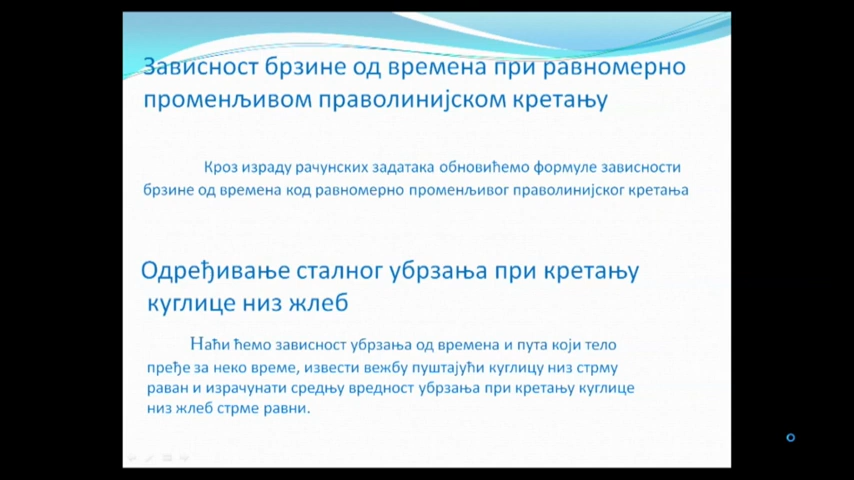 Зависност брзине од времена при равномерно
променљивом праволинијском кретању
Кроз израду рачунских задатака обновићемо формуле зависности
брзине од времена код равномерно променљивог праволинијског кретања
Одређивање сталног убрзања при кретању
куглице низ жлеб
Наћи ћемо зависност убрзања од времена и пута који тело
пређе за неко време, извести вежбу пуштајући куглицу низ стрму
раван и израчунати средњу вредност убрзања при кретању куглице
низ жлеб стрме равни.